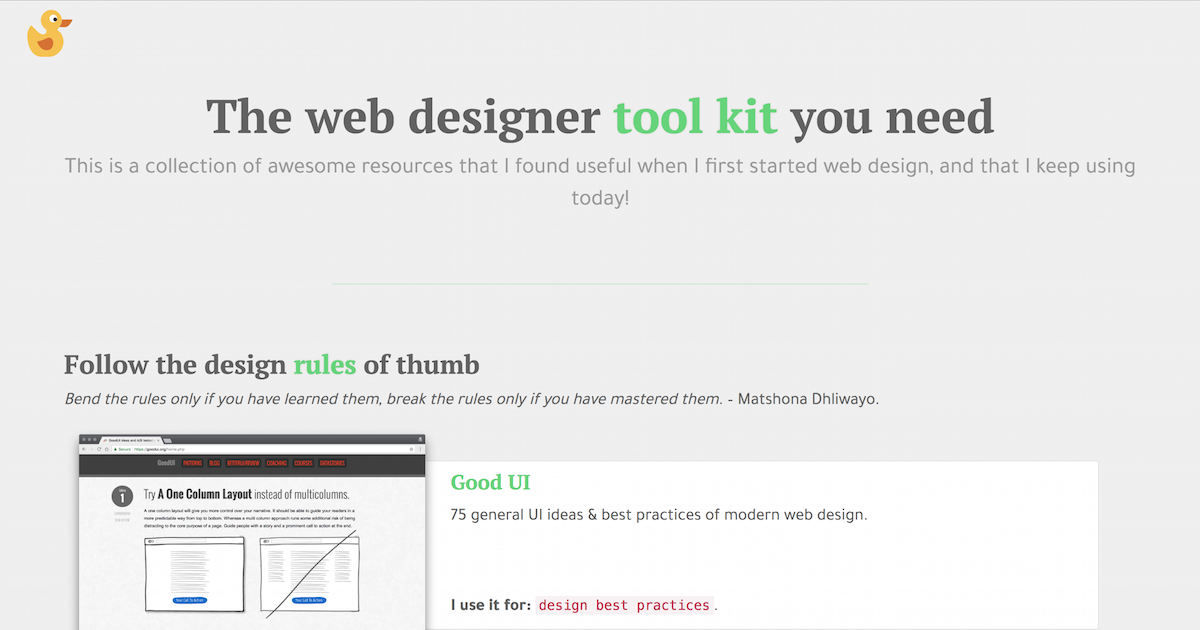 The web designer tool kit you need
This is a collection of awesome resources that I found useful when I first started web design, and that I keep using
today!
Follow the design rules of thumb
Bend the rules only if you have learned them, break the rules only if you have mastered them. - Matshona Dhliwayo.
GoodUI PATTERNS BLOG COACHING COURSES DATASTORIES
1
Try A One Column Layout instead of multicolumns.
A one column layout will give you more control over your narrative. It should be able to guide your readers in a
more predictable way from top to bottom. Whereas a multi column approach runs some additional risk of being
distracting to the core purpose of a page. Guide people with a story and a prominent call to action at the end.
Your Call To Action
Your Call To Action
Good UI
75 general UI ideas & best practices of modern web design.
I use it for: design best practices.